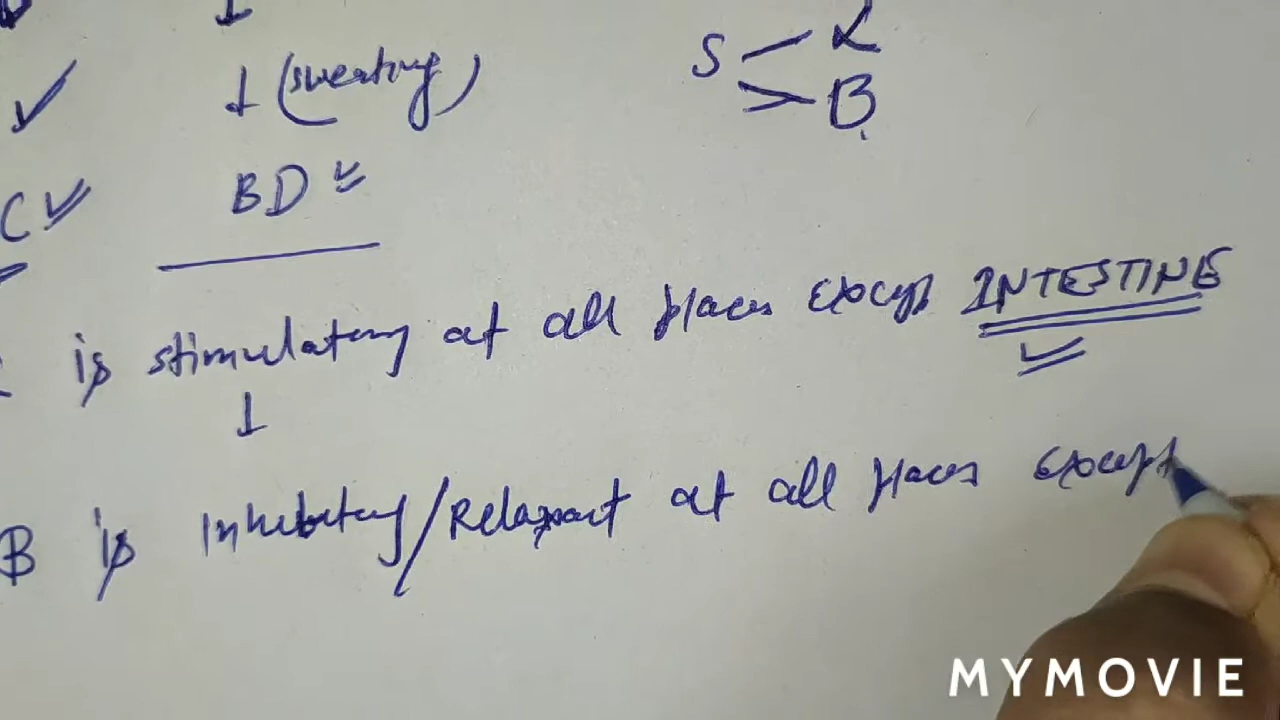 S α
↓ (sweating) B
C BD
is stimulatory at all places except INTESTINE
↓
B is Inhibitory/Relaxant at all places except
MYMOVIE